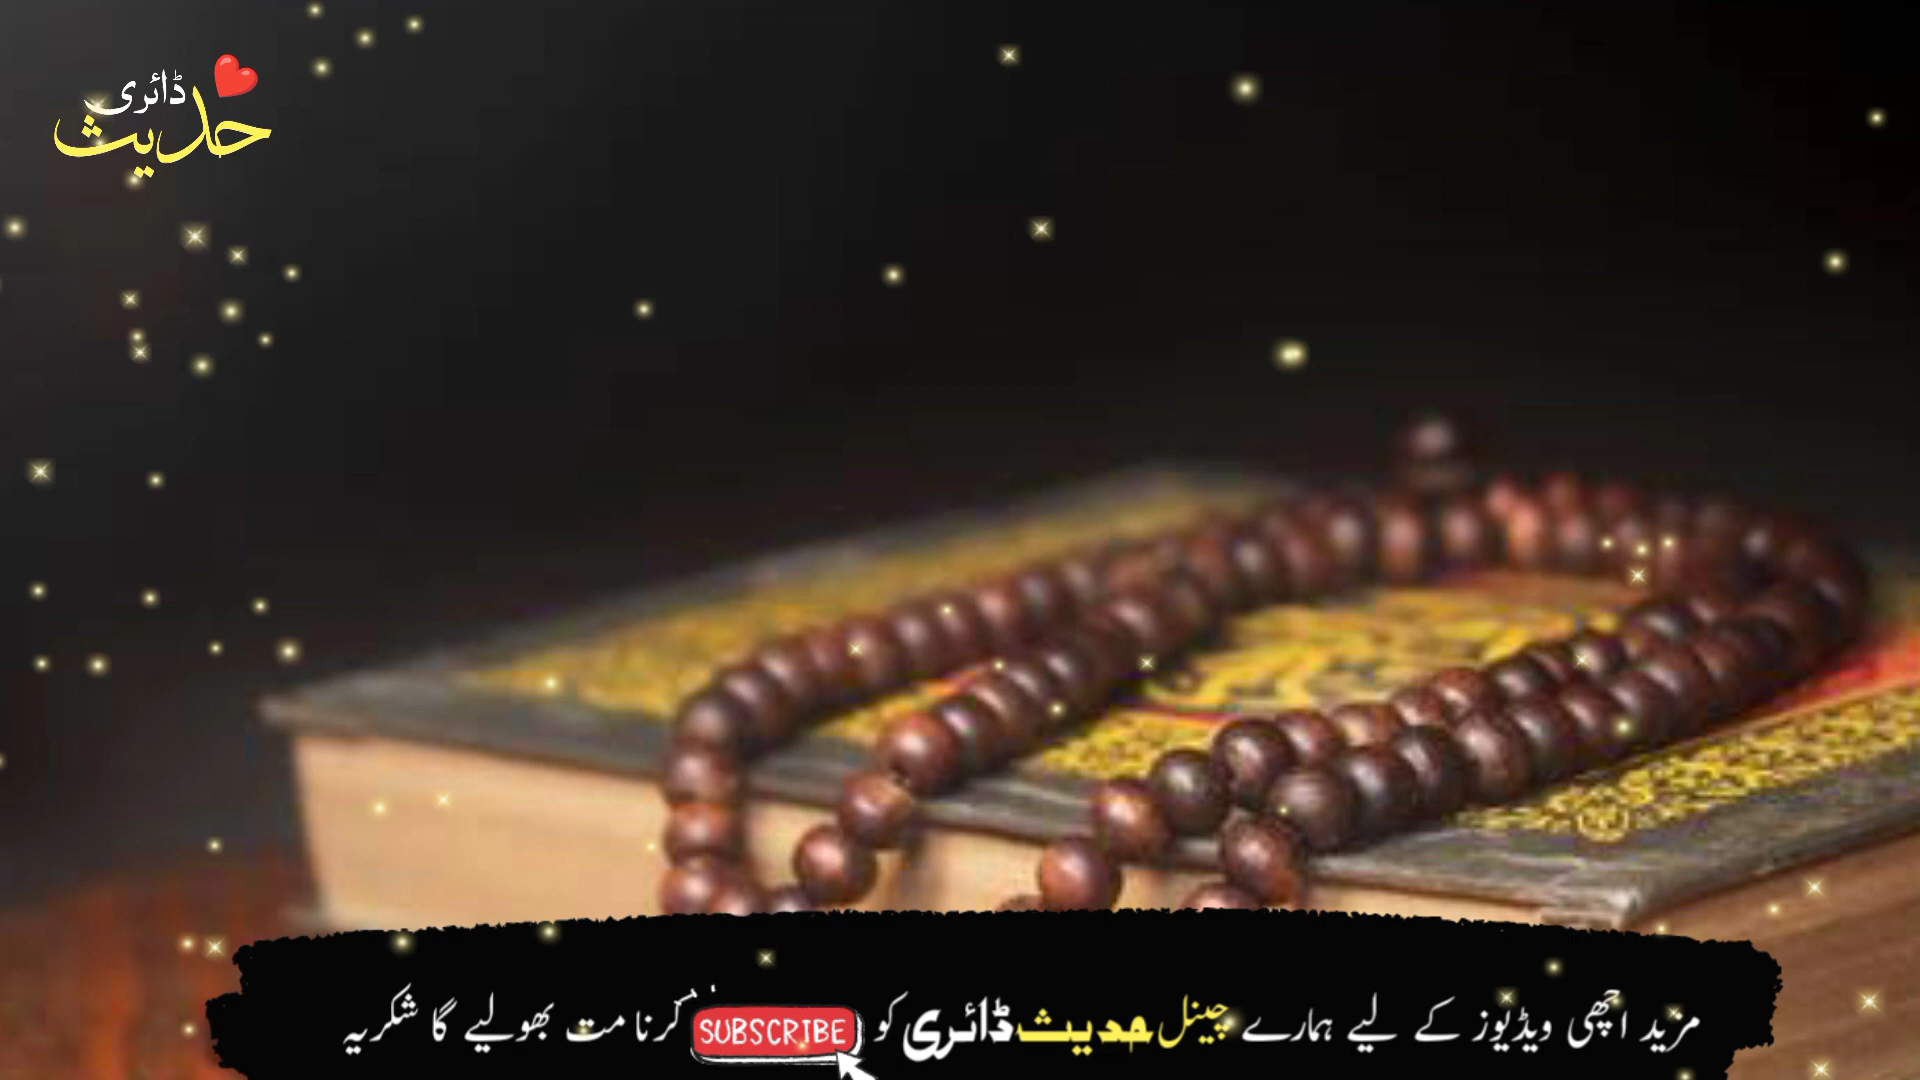 ڈائری
حدیث
مزید اچھی ویڈیوز کے لیے ہمارے چینل حدیث ڈائری کو SUBSCRIBE کرنا مت بھولیے گا شکریہ